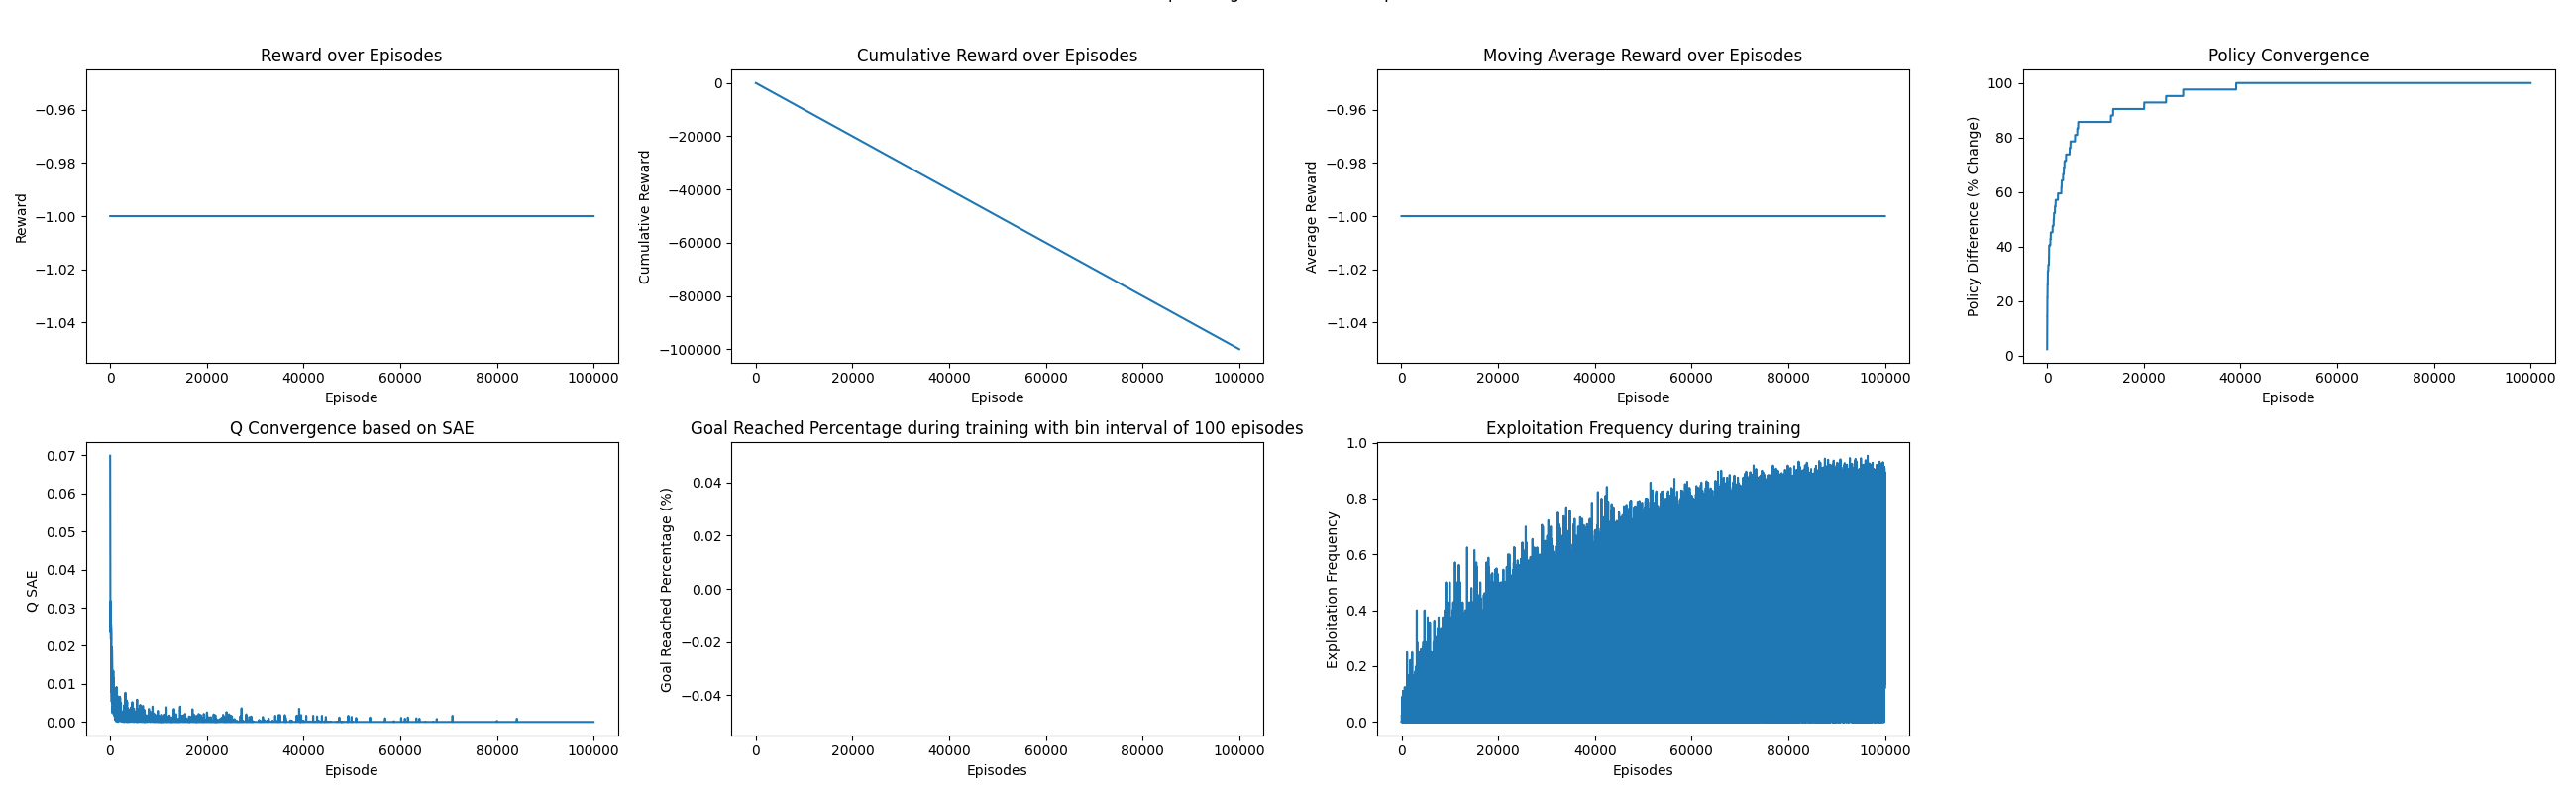 Reward over Episodes
Reward
−0.96
−0.98
−1.00
−1.02
−1.04
0 20000 40000 60000 80000 100000
Episode
Cumulative Reward over Episodes
Cumulative Reward
0
−20000
−40000
−60000
−80000
−100000
0 20000 40000 60000 80000 100000
Episode
Moving Average Reward over Episodes
Average Reward
−0.96
−0.98
−1.00
−1.02
−1.04
0 20000 40000 60000 80000 100000
Episode
Policy Convergence
Policy Difference (% Change)
100
80
60
40
20
0
0 20000 40000 60000 80000 100000
Episode
Q Convergence based on SAE
Q SAE
0.07
0.06
0.05
0.04
0.03
0.02
0.01
0.00
0 20000 40000 60000 80000 100000
Episode
Goal Reached Percentage during training with bin interval of 100 episodes
Goal Reached Percentage (%)
0.04
0.02
0.00
−0.02
−0.04
0 20000 40000 60000 80000 100000
Episodes
Exploitation Frequency during training
Exploitation Frequency
1.0
0.8
0.6
0.4
0.2
0.0
0 20000 40000 60000 80000 100000
Episodes